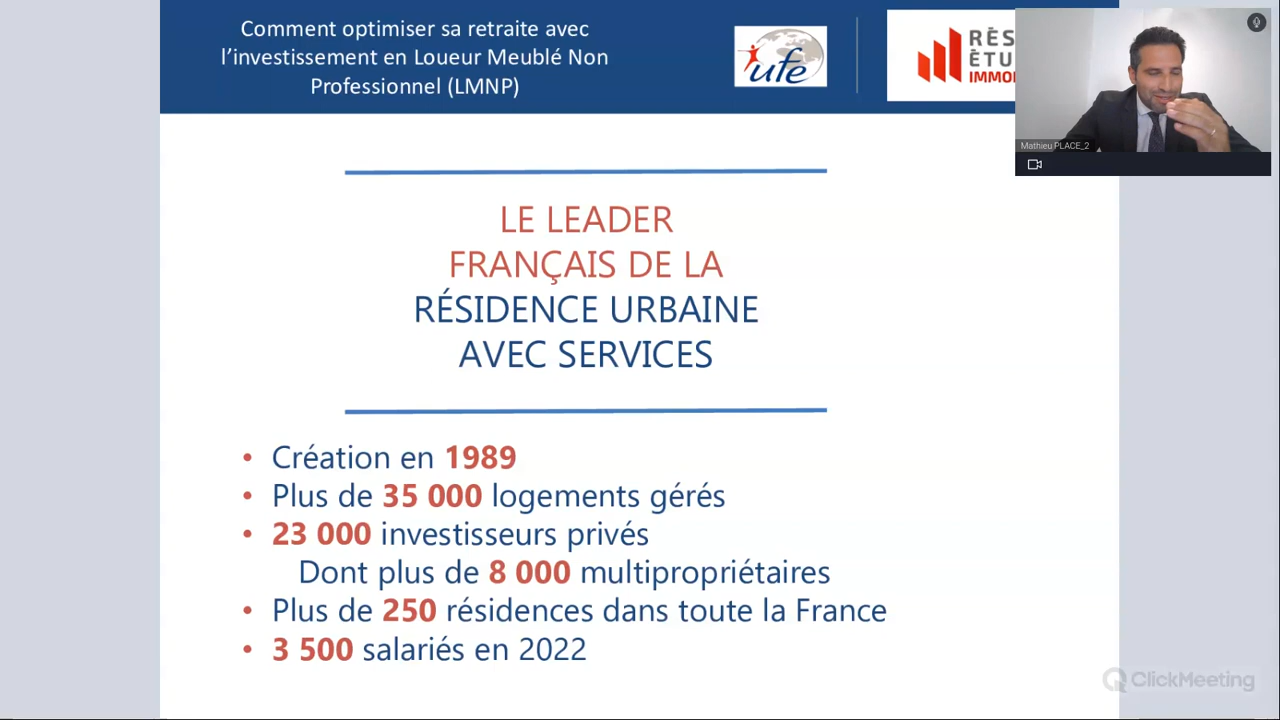 Comment optimiser sa retraite avec
l'investissement en Loueur Meublé Non
Professionnel (LMNP)
ufe
RÈS
ÈTU
IMMO
Mathieu PLACE_2
LE LEADER
FRANÇAIS DE LA
RÉSIDENCE URBAINE
AVEC SERVICES
• Création en 1989
• Plus de 35 000 logements gérés
• 23 000 investisseurs privés
Dont plus de 8 000 multipropriétaires
• Plus de 250 résidences dans toute la France
• 3 500 salariés en 2022
ClickMeeting